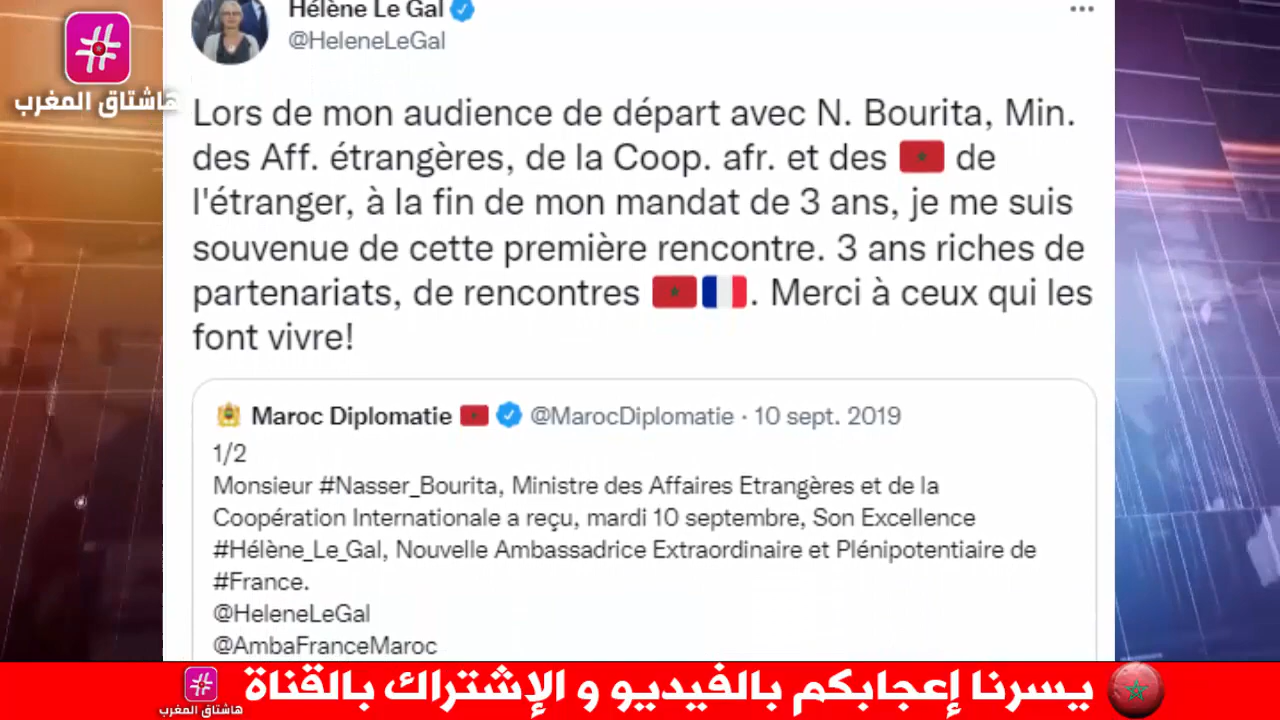 Hélène Le Gal
@HeleneLeGal
هاشتاق المغرب
Lors de mon audience de départ avec N. Bourita, Min.
des Aff. étrangères, de la Coop. afr. et des 🇲🇦 de
l'étranger, à la fin de mon mandat de 3 ans, je me suis
souvenue de cette première rencontre. 3 ans riches de
partenariats, de rencontres 🇲🇦🇫🇷. Merci à ceux qui les
font vivre!
Maroc Diplomatie 🇲🇦 @MarocDiplomatie · 10 sept. 2019
1/2
Monsieur #Nasser_Bourita, Ministre des Affaires Etrangères et de la
Coopération Internationale a reçu, mardi 10 septembre, Son Excellence
#Hélène_Le_Gal, Nouvelle Ambassadrice Extraordinaire et Plénipotentiaire de
#France.
@HeleneLeGal
@AmbaFranceMaroc
يسرنا إعجابكم بالفيديو و الإشتراك بالقناة
هاشتاق المغرب